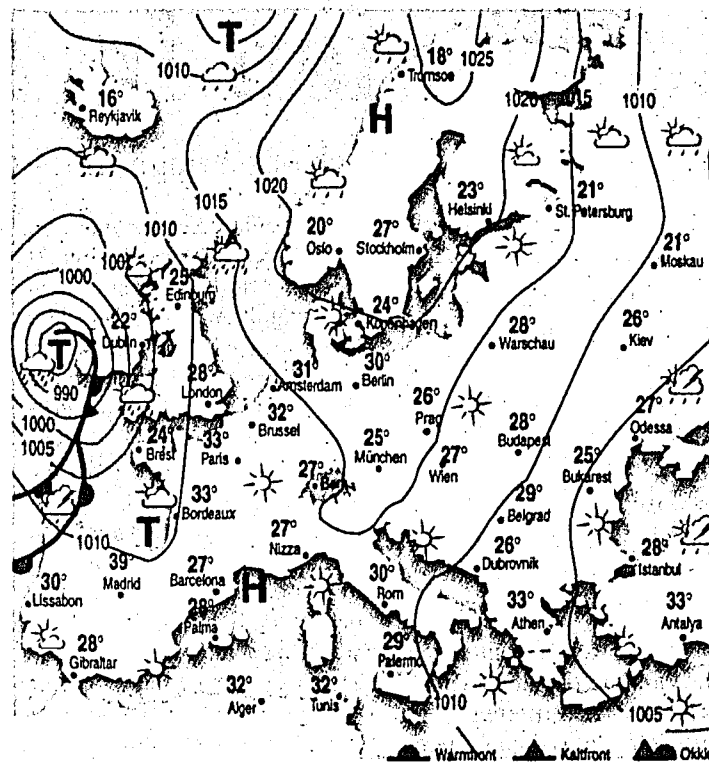 T
1010
18°
Tromsoe
1025
16°
Reykjavik
H
1020
1015
1010
1020
1015
1010
23°
Helsinki
21°
St. Petersburg
20°
Oslo
27°
Stockholm
21°
Moskau
1000
25°
Edinburg
24°
Kopenhagen
22°
Dublin
T
990
28°
Warschau
26°
Kiev
31°
Amsterdam
30°
Berlin
28°
London
1000
1005
32°
Brussel
26°
Prag
27°
Odessa
24°
Brest
33°
Paris
25°
München
27°
Wien
28°
Budapest
25°
Bukarest
27°
Bern
33°
Bordeaux
T
1010
29°
Belgrad
27°
Nizza
26°
Dubrovnik
28°
Istanbul
39°
Madrid
27°
Barcelona
H
30°
Lissabon
30°
Rom
33°
Athen
33°
Antalya
28°
Palma
28°
Gibraltar
29°
Palermo
32°
Alger
32°
Tunis
1010
1005
Warmfront
Kaltfront